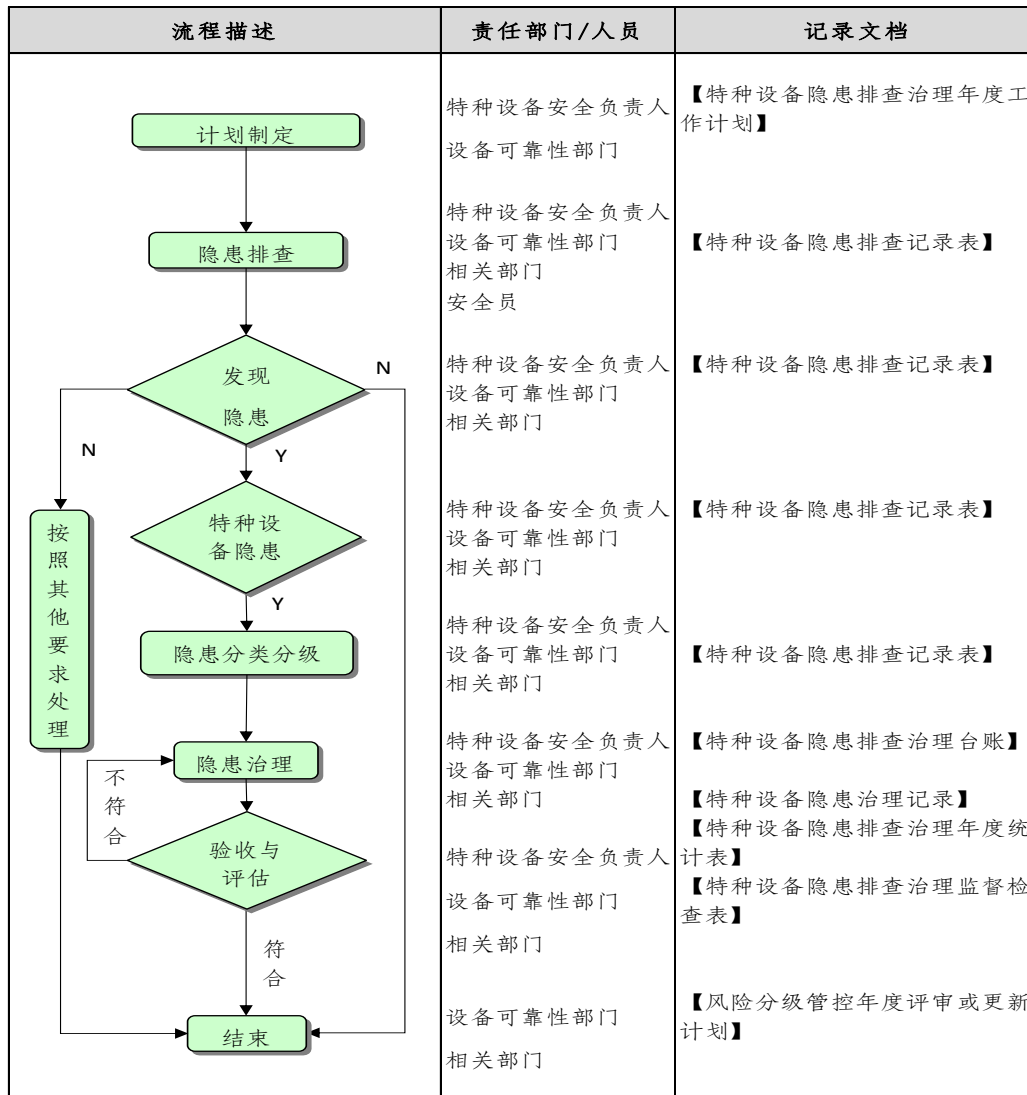 流程描述
责任部门/人员
记录文档
计划制定
特种设备安全负责人
设备可靠性部门
【特种设备隐患排查治理年度工
作计划】
隐患排查
特种设备安全负责人
设备可靠性部门
相关部门
安全员
【特种设备隐患排查记录表】
发现
隐患
N
N
Y
特种设备安全负责人
设备可靠性部门
相关部门
【特种设备隐患排查记录表】
特种设
备隐患
Y
特种设备安全负责人
设备可靠性部门
相关部门
【特种设备隐患排查记录表】
按
照
其
他
要
求
处
理
隐患分类分级
特种设备安全负责人
设备可靠性部门
相关部门
【特种设备隐患排查记录表】
隐患治理
不
符
合
特种设备安全负责人
设备可靠性部门
相关部门
【特种设备隐患排查治理台账】
【特种设备隐患治理记录】
验收与
评估
符
合
特种设备安全负责人
设备可靠性部门
相关部门
【特种设备隐患排查治理年度统
计表】
【特种设备隐患排查治理监督检
查表】
结束
设备可靠性部门
相关部门
【风险分级管控年度评审或更新
计划】